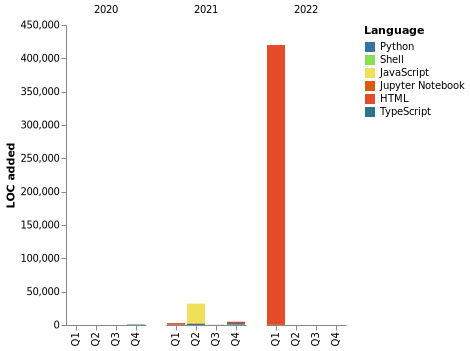 2020 2021 2022
Language
Python
Shell
JavaScript
Jupyter Notebook
HTML
TypeScript
LOC added
450,000
400,000
350,000
300,000
250,000
200,000
150,000
100,000
50,000
0
Q1 Q2 Q3 Q4 Q1 Q2 Q3 Q4 Q1 Q2 Q3 Q4